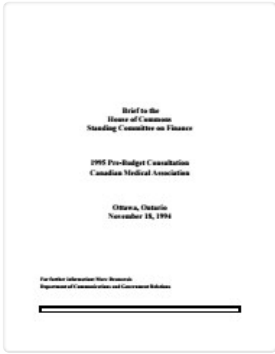 Brief to the
House of Commons
Standing Committee on Finance
1995 Pre-Budget Consultation
Canadian Medical Association
Ottawa, Ontario
November 18, 1994
For further information: Marc
Department of Communications and Government Relations